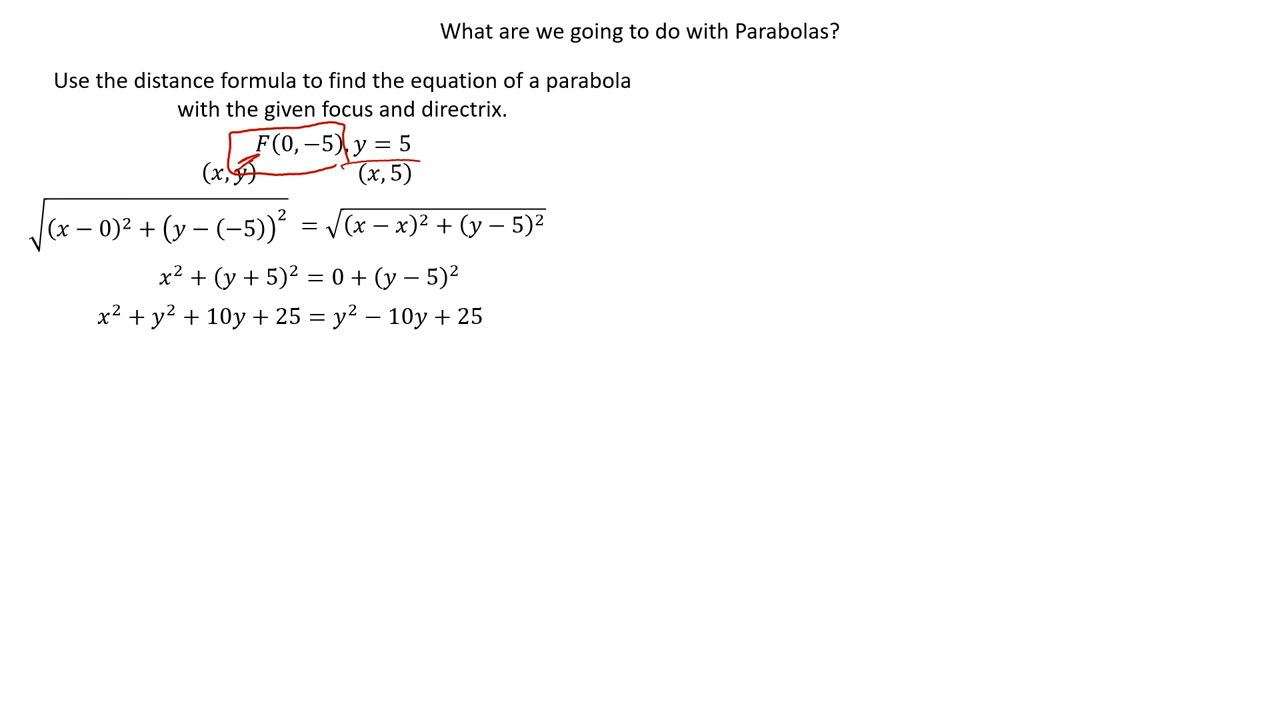 What are we going to do with Parabolas?
Use the distance formula to find the equation of a parabola
with the given focus and directrix.
F(0, −5), y = 5
(x, y) (x, 5)
√((x − 0)² + (y − (−5))²) = √((x − x)² + (y − 5)²)
x² + (y + 5)² = 0 + (y − 5)²
x² + y² + 10y + 25 = y² − 10y + 25